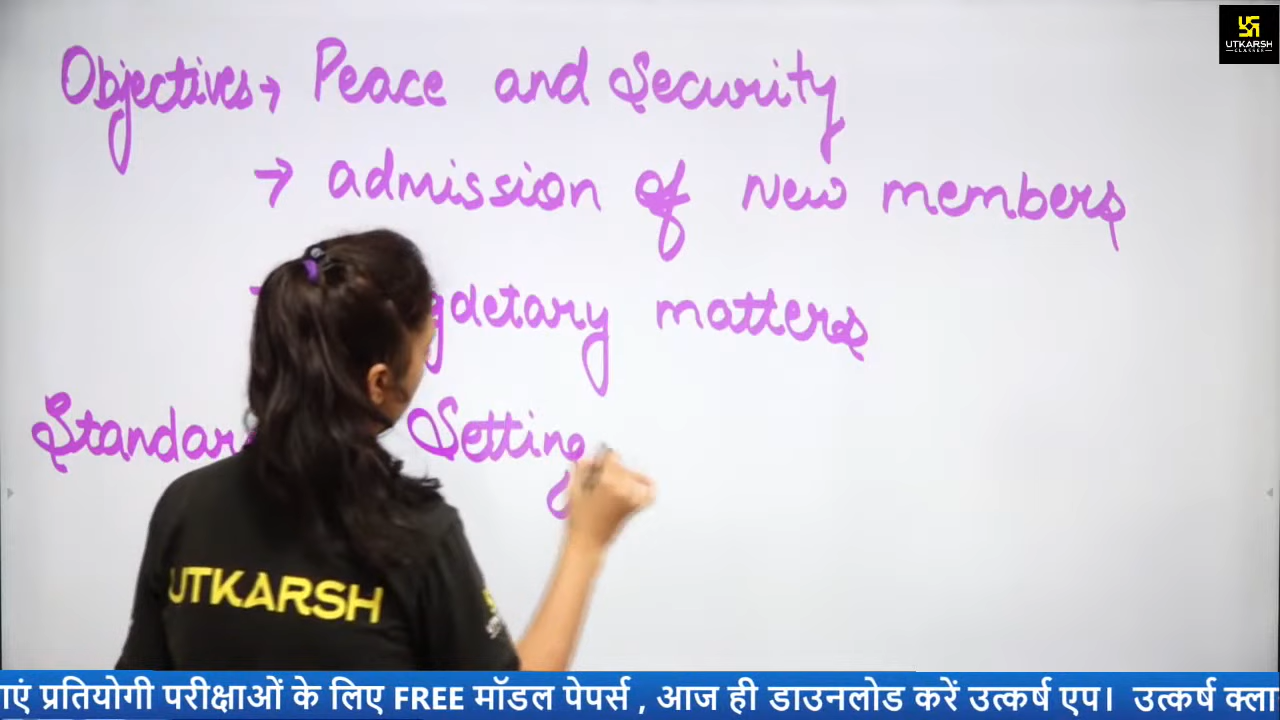 UTKARSH
CLASSES
Objectives → Peace and Security
→ admission of New members
matters
Setting
UTKARSH
एं प्रतियोगी परीक्षाओं के लिए FREE मॉडल पेपर्स , आज ही डाउनलोड करें उत्कर्ष एप। उत्कर्ष क्ला